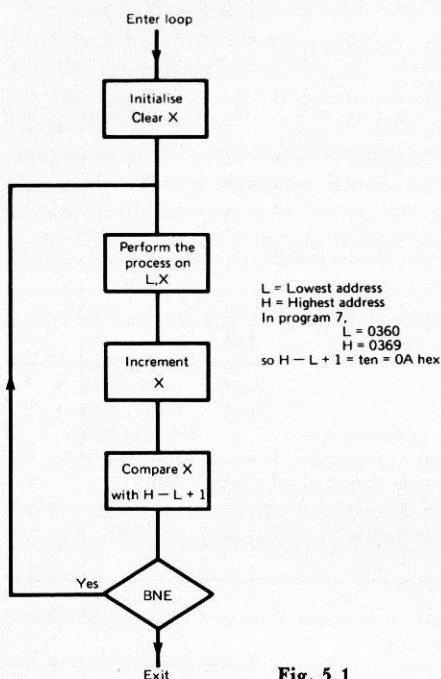 Enter loop
Initialise
Clear X
Perform the
process on
L,X
L = Lowest address
H = Highest address
In program 7,
L = 0360
H = 0369
so H − L + 1 = ten = 0A hex
Increment
X
Compare X
with H − L + 1
Yes
BNE
Exit
Fig. 5.1